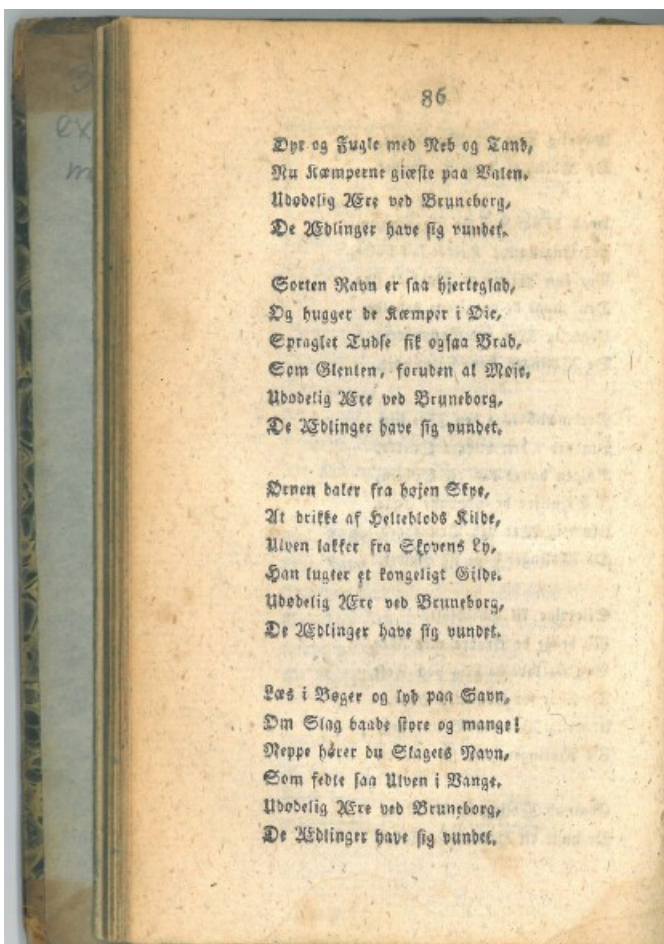 86
Dyr og Fugle med Neb og Tand,
Nu Kæmperne giæste paa Valen.
Udødelig Ære ved Bruneborg,
De Ædlinger have sig vundet.
Sorten Ravn er saa hjerteglad,
Og hugger de Kæmper i Øie,
Spraglet Tudse fik ogsaa Brad,
Som Glenten, foruden al Møie.
Udødelig Ære ved Bruneborg,
De Ædlinger have sig vundet.
Ørnen daler fra højen Skye,
At drikke af Helteblods Kilde,
Ulven lakker fra Skovens Ly,
Han lugter et kongeligt Gilde.
Udødelig Ære ved Bruneborg,
De Ædlinger have sig vundet.
Læs i Bøger og lyd paa Savn,
Om Slag baade store og mange!
Neppe hører du Slagets Navn,
Som fedte saa Ulven i Vange.
Udødelig Ære ved Bruneborg,
De Ædlinger have sig vundet.